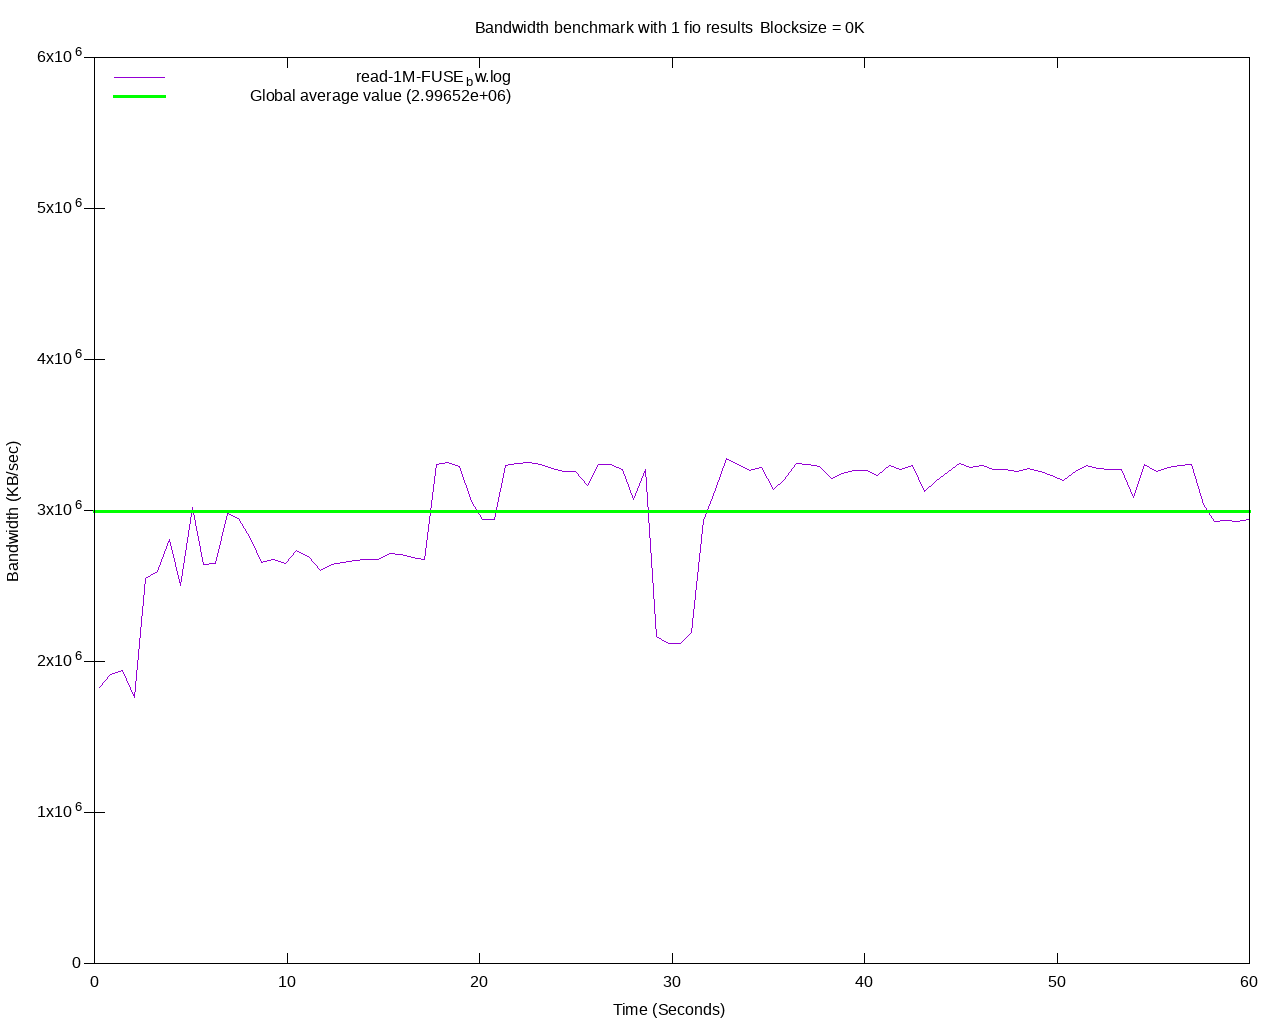 Bandwidth benchmark with 1 fio results Blocksize = 0K
6x10^6
read-1M-FUSE_bw.log
Global average value (2.99652e+06)
5x10^6
4x10^6
3x10^6
2x10^6
1x10^6
0
Bandwidth (KB/sec)
0 10 20 30 40 50 60
Time (Seconds)